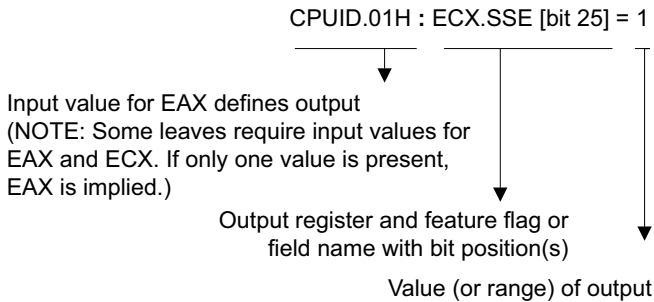 CPUID.01H : ECX.SSE [bit 25] = 1
Input value for EAX defines output
(NOTE: Some leaves require input values for
EAX and ECX. If only one value is present,
EAX is implied.)
Output register and feature flag or
field name with bit position(s)
Value (or range) of output